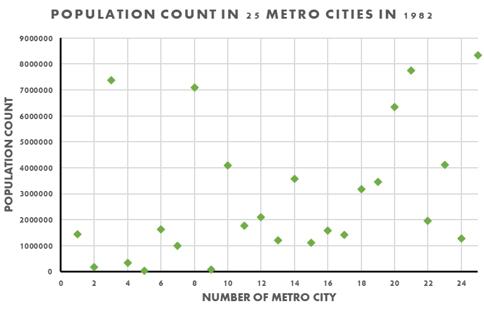 POPULATION COUNT IN 25 METRO CITIES IN 1982
9000000
8000000
7000000
6000000
5000000
4000000
3000000
2000000
1000000
0
POPULATION COUNT
0 2 4 6 8 10 12 14 16 18 20 22 24
NUMBER OF METRO CITY